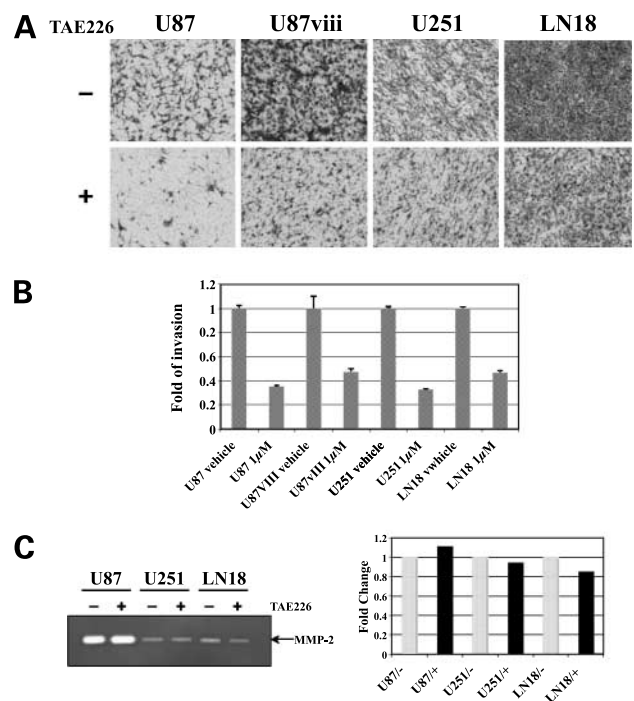 A
TAE226 U87 U87viii U251 LN18
−
+
B
Fold of invasion
1.2
1
0.2
0.6
0.4
0.2
0
U87 vehicle
U87 1µM
U87VIII vehicle
U87vIII 1µM
U251 vehicle
U251 1µM
LN18 vwhicle
LN18 1µM
C
U87 U251 LN18
− + − + − + TAE226
MMP-2
Fold Change
1.2
1
0.8
0.6
0.4
0.2
0
U87/-
U87/+
U251/-
U251/+
LN18/-
LN18/+